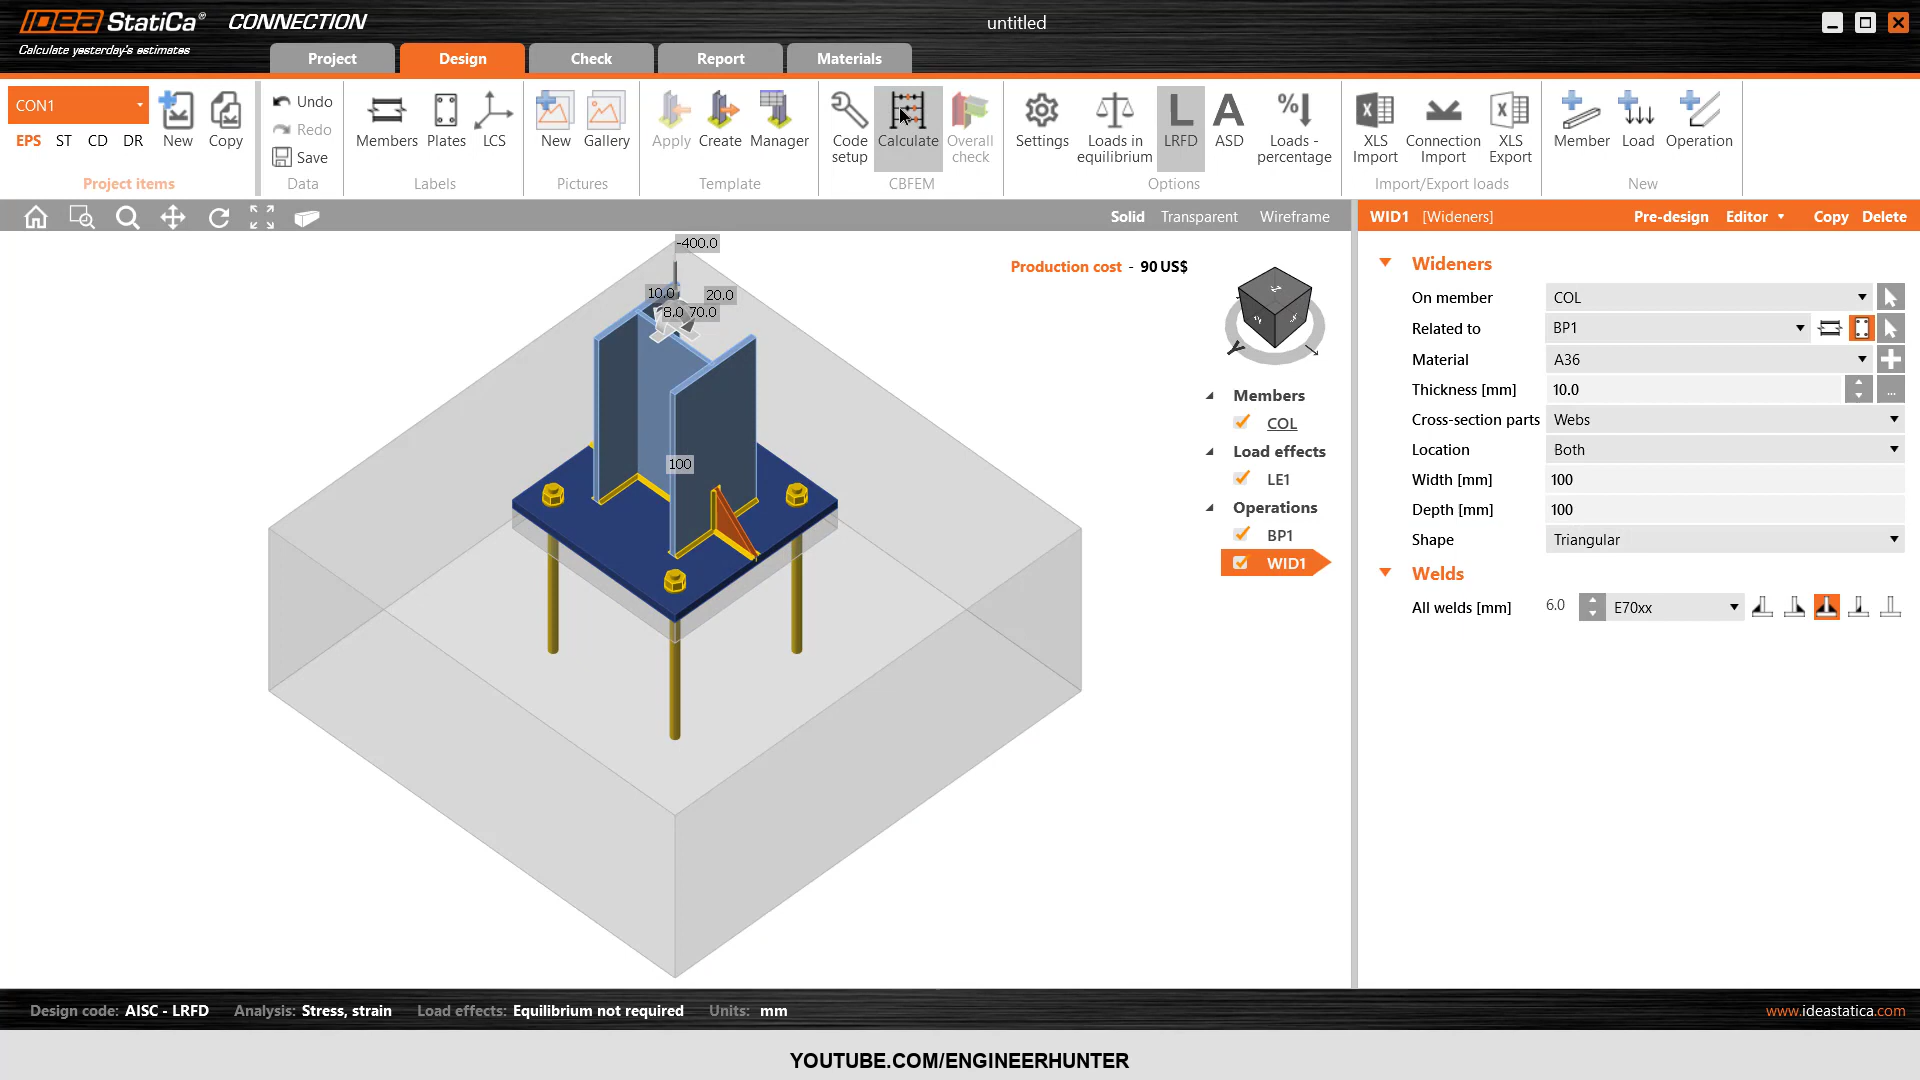 IDEA StatiCa® CONNECTION
Calculate yesterday's estimates
untitled
Project Design Check Report Materials
CON1
EPS ST CD DR New Copy
Project items
Undo
Redo
Save
Data
Members Plates LCS
Labels
New Gallery
Pictures
Apply Create Manager
Template
Code setup Calculate Overall check
CBFEM
Settings Loads in equilibrium LRFD ASD Loads - percentage
Options
XLS Import Connection Import XLS Export
Import/Export loads
Member Load Operation
New
Solid Transparent Wireframe
WID1 [Wideners] Pre-design Editor Copy Delete
-400.0
10.0 20.0
8.0 70.0
100
Production cost - 90 US$
Members
COL
Load effects
LE1
Operations
BP1
WID1
Wideners
On member COL
Related to BP1
Material A36
Thickness [mm] 10.0 ...
Cross-section parts Webs
Location Both
Width [mm] 100
Depth [mm] 100
Shape Triangular
Welds
All welds [mm] 6.0 E70xx
Design code: AISC - LRFD Analysis: Stress, strain Load effects: Equilibrium not required Units: mm
www.ideastatica.com
YOUTUBE.COM/ENGINEERHUNTER